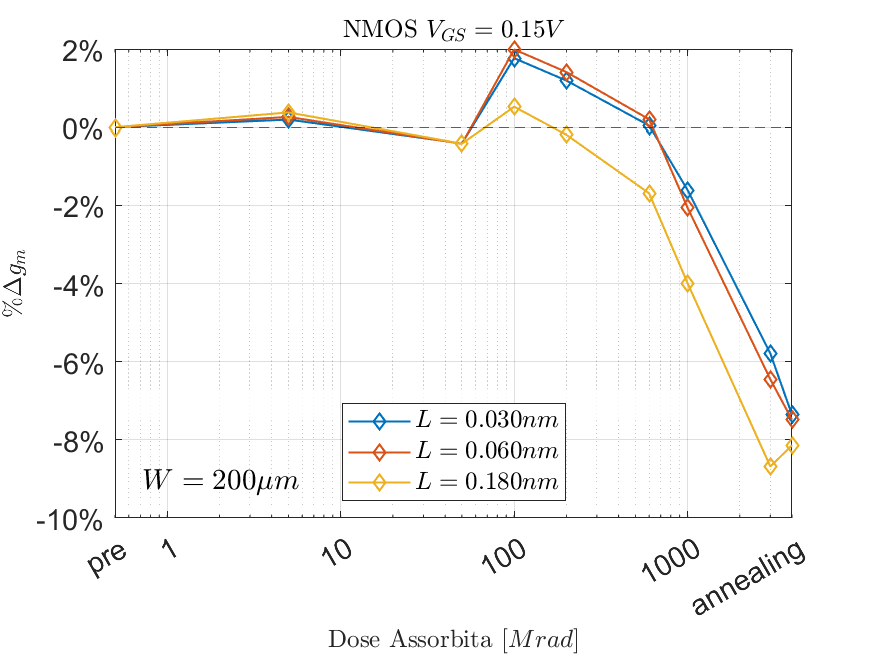 NMOS V_GS = 0.15V
2%
0%
-2%
-4%
-6%
-8%
-10%
%Δg_m
L = 0.030nm
L = 0.060nm
L = 0.180nm
W = 200μm
pre 1 10 100 1000 annealing
Dose Assorbita [Mrad]